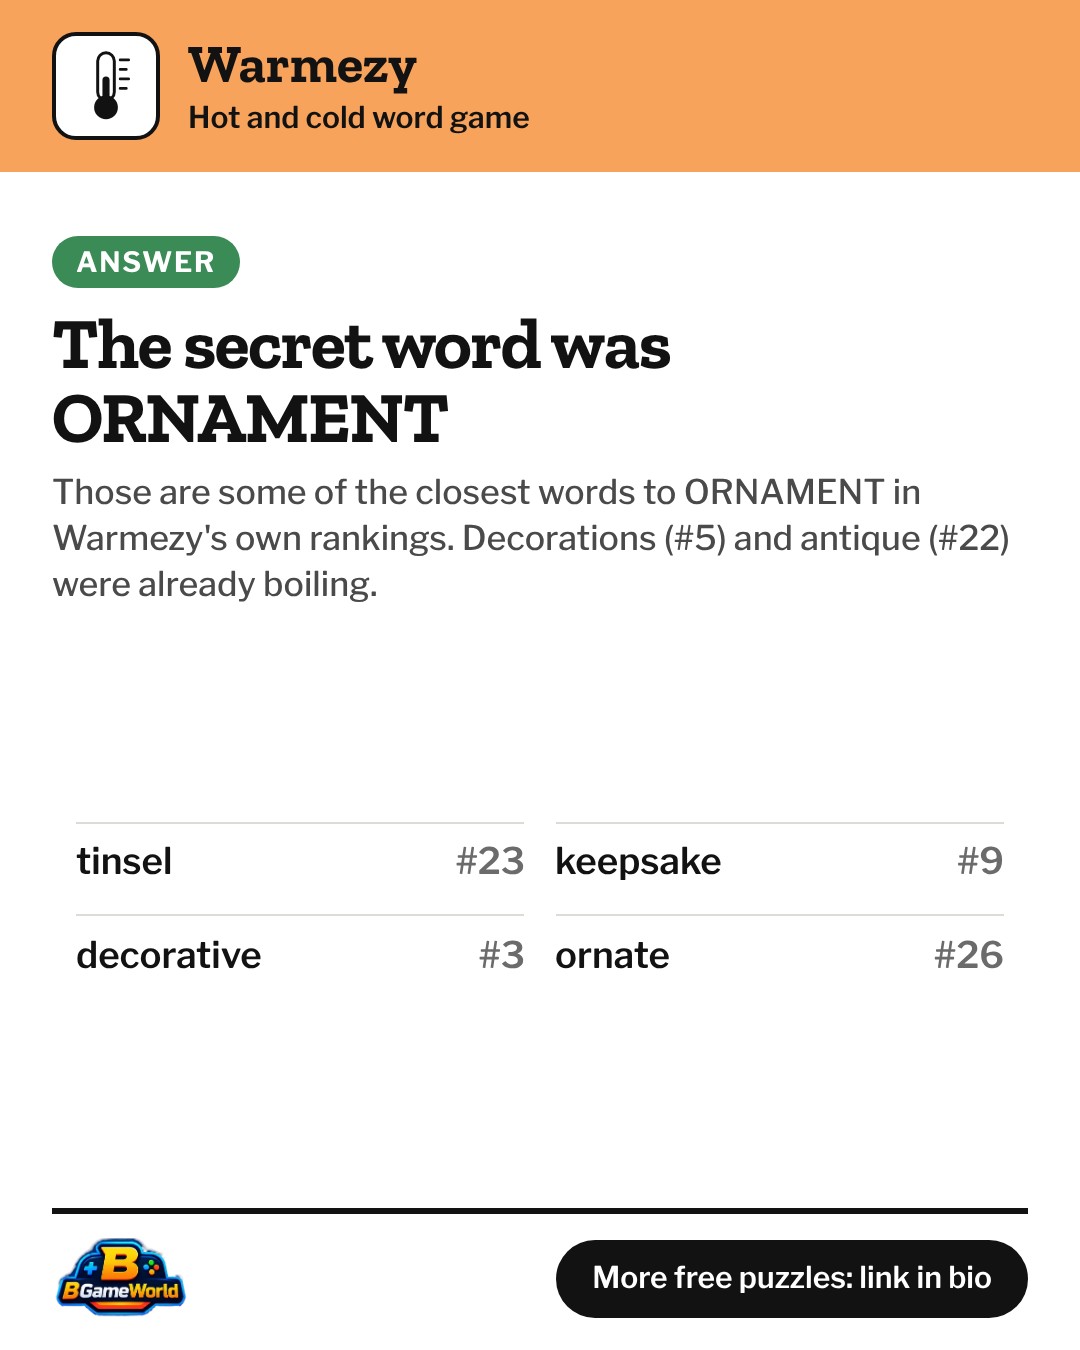 Warmezy
Hot and cold word game
ANSWER
The secret word was
ORNAMENT
Those are some of the closest words to ORNAMENT in
Warmezy's own rankings. Decorations (#5) and antique (#22)
were already boiling.
tinsel #23 keepsake #9
decorative #3 ornate #26
B
BGameWorld
More free puzzles: link in bio